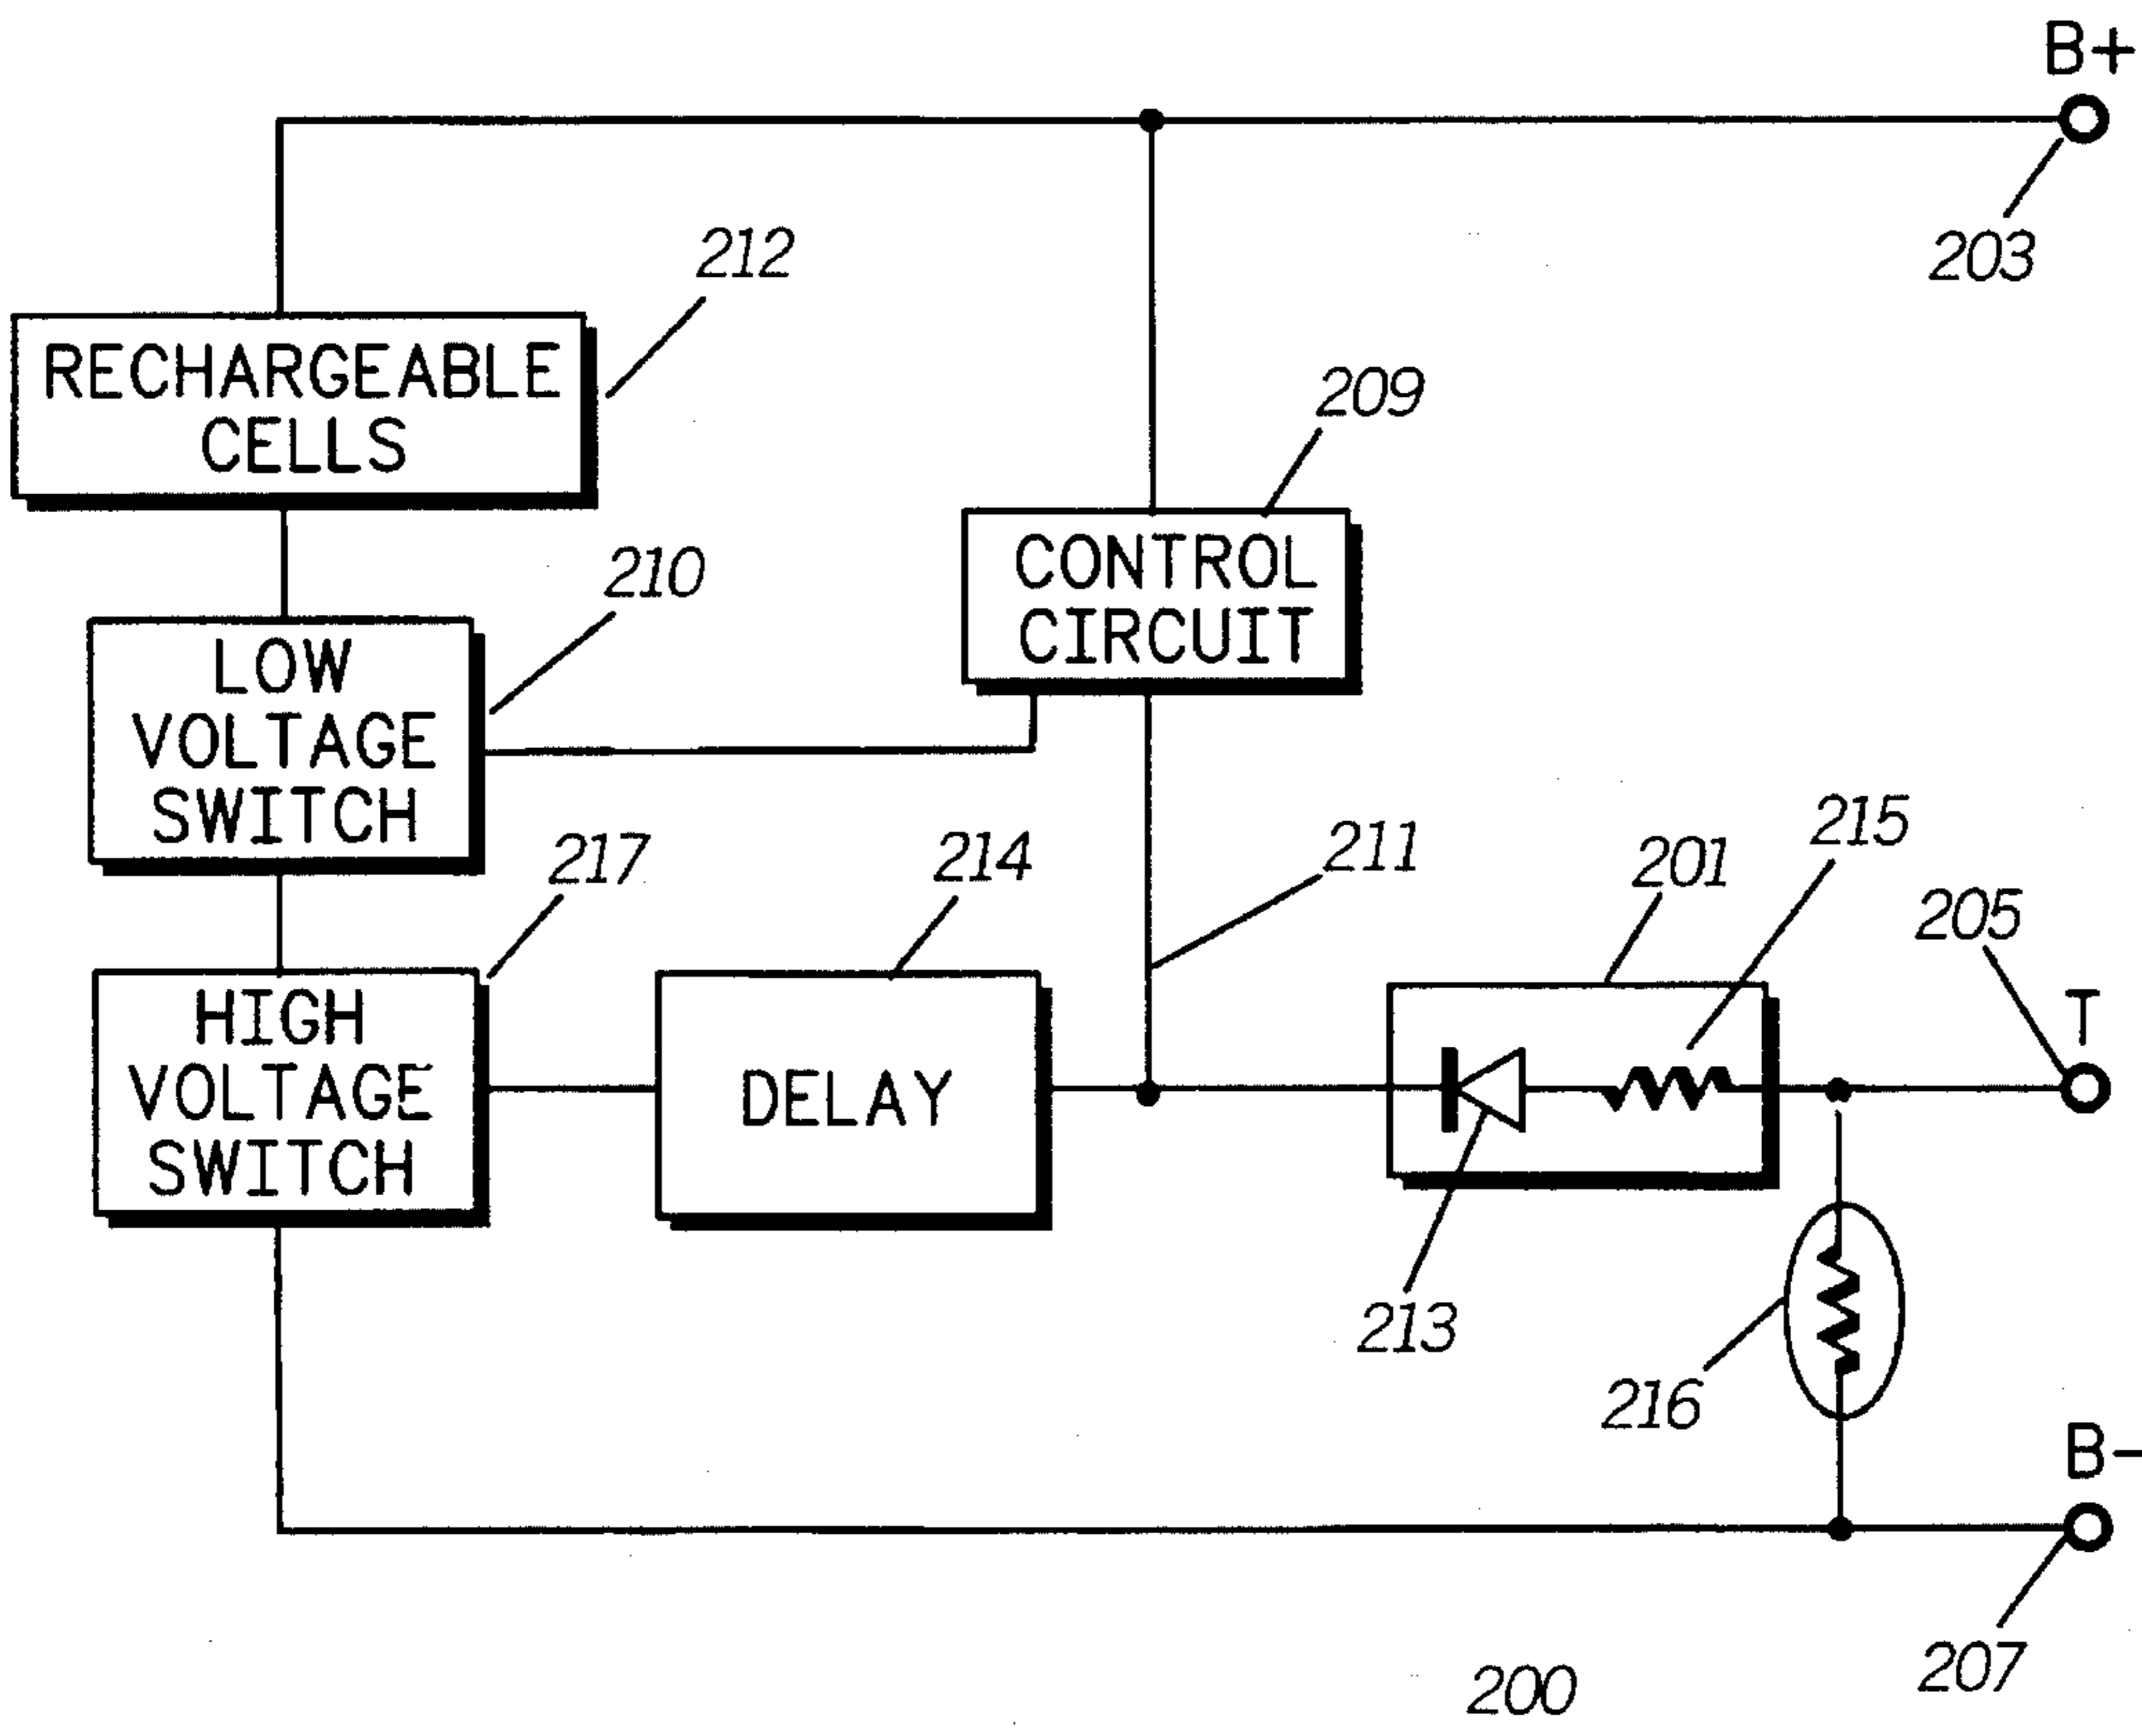 B+
203
212
RECHARGEABLE
CELLS
209
CONTROL
CIRCUIT
210
LOW
VOLTAGE
SWITCH
217
214
211
201
215
205
T
HIGH
VOLTAGE
SWITCH
DELAY
213
216
B-
207
200